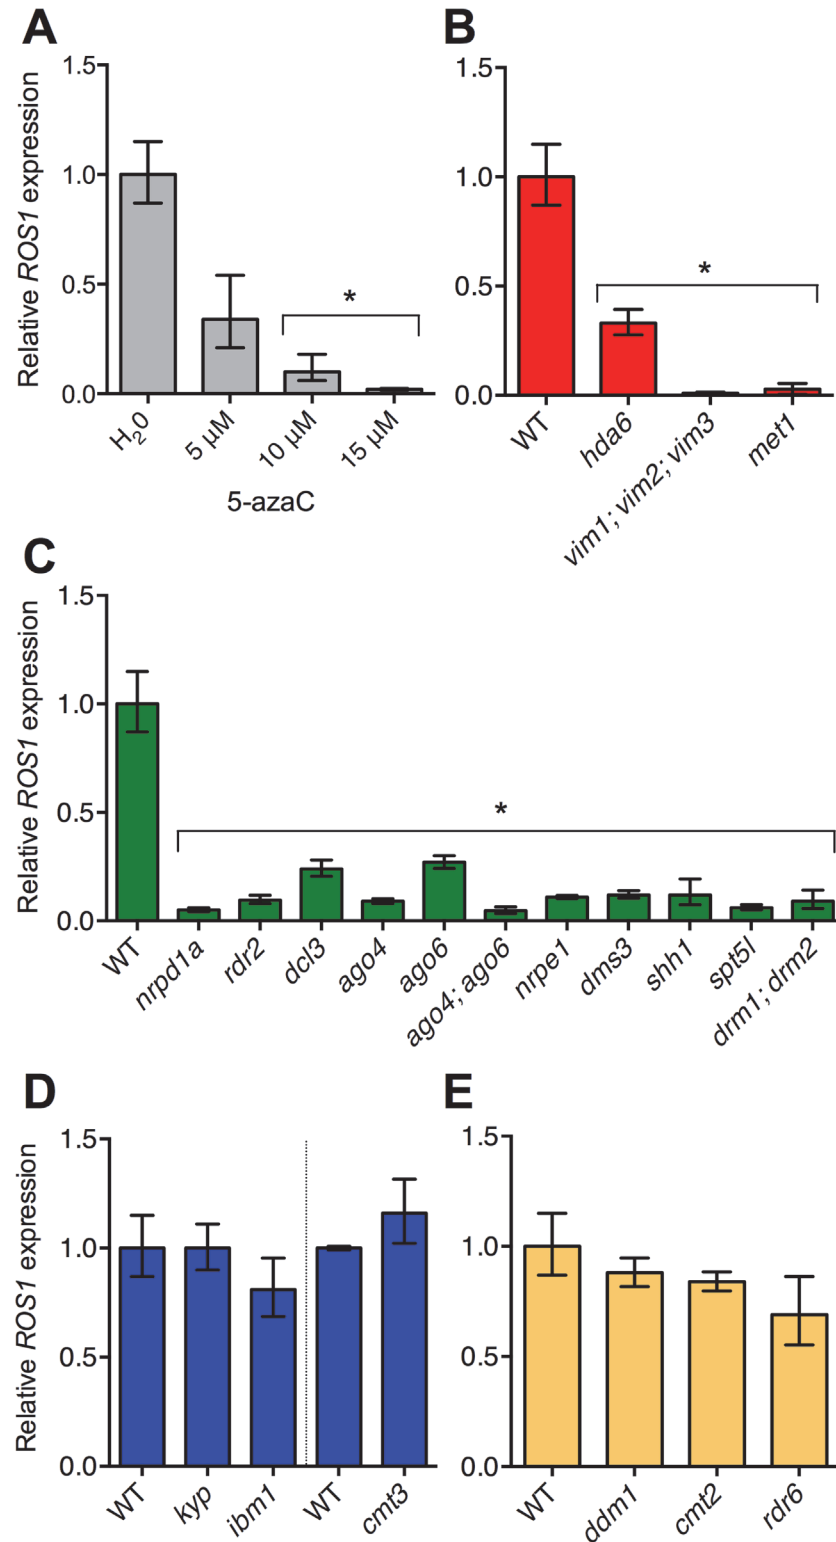 A
Relative ROS1 expression
1.5
1.0
0.5
0.0
*
H₂0
5 µM
10 µM
15 µM
5-azaC
B
1.5
1.0
0.5
0.0
*
WT
hda6
vim1; vim2; vim3
met1
C
Relative ROS1 expression
1.5
1.0
0.5
0.0
*
WT
nrpd1a
rdr2
dcl3
ago4
ago6
ago4; ago6
nrpe1
dms3
shh1
spt5l
drm1; drm2
D
Relative ROS1 expression
1.5
1.0
0.5
0.0
WT
kyp
ibm1
WT
cmt3
E
1.5
1.0
0.5
0.0
WT
ddm1
cmt2
rdr6